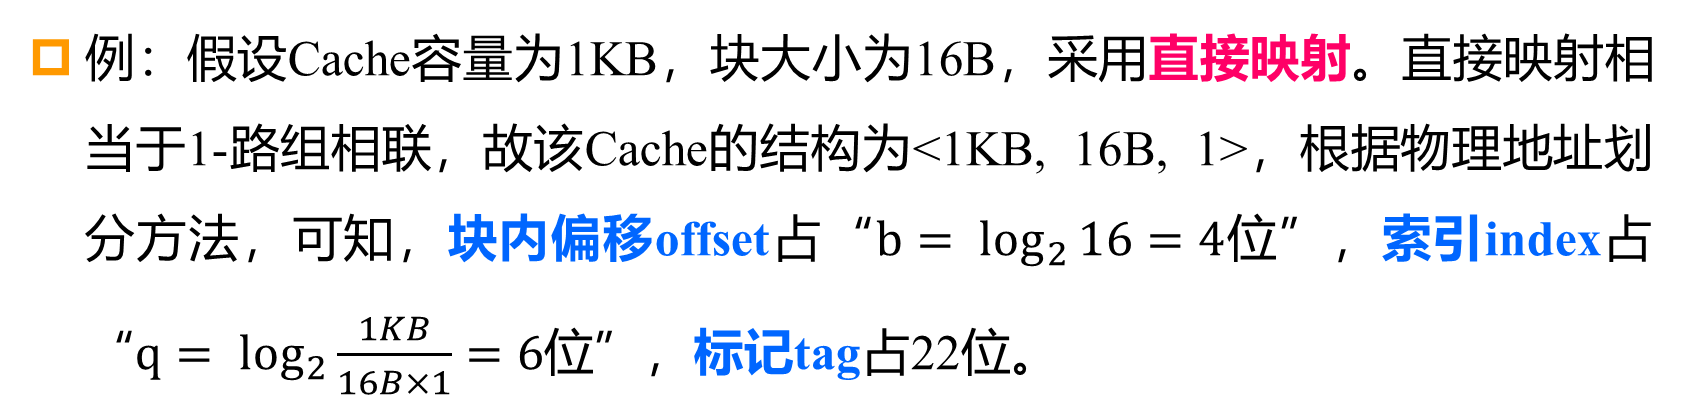 例：假设Cache容量为1KB，块大小为16B，采用直接映射。直接映射相
当于1-路组相联，故该Cache的结构为<1KB, 16B, 1>，根据物理地址划
分方法，可知，块内偏移offset占“b = log₂ 16 = 4位”，索引index占
“q = log₂ 1KB/16B×1 = 6位”，标记tag占22位。